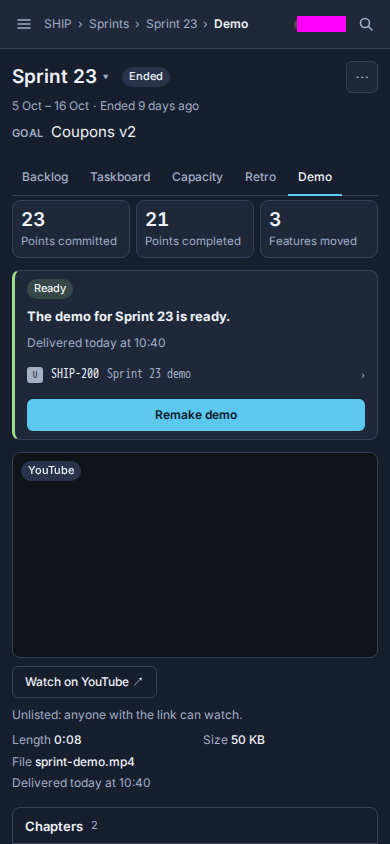 SHIP › Sprints › Sprint 23 › Demo
Sprint 23 ▾ Ended ...
5 Oct – 16 Oct · Ended 9 days ago
GOAL Coupons v2
Backlog Taskboard Capacity Retro Demo
23 21 3
Points committed Points completed Features moved
Ready
The demo for Sprint 23 is ready.
Delivered today at 10:40
U SHIP-200 Sprint 23 demo ›
Remake demo
YouTube
Watch on YouTube ↗
Unlisted: anyone with the link can watch.
Length 0:08 Size 50 KB
File sprint-demo.mp4
Delivered today at 10:40
Chapters 2